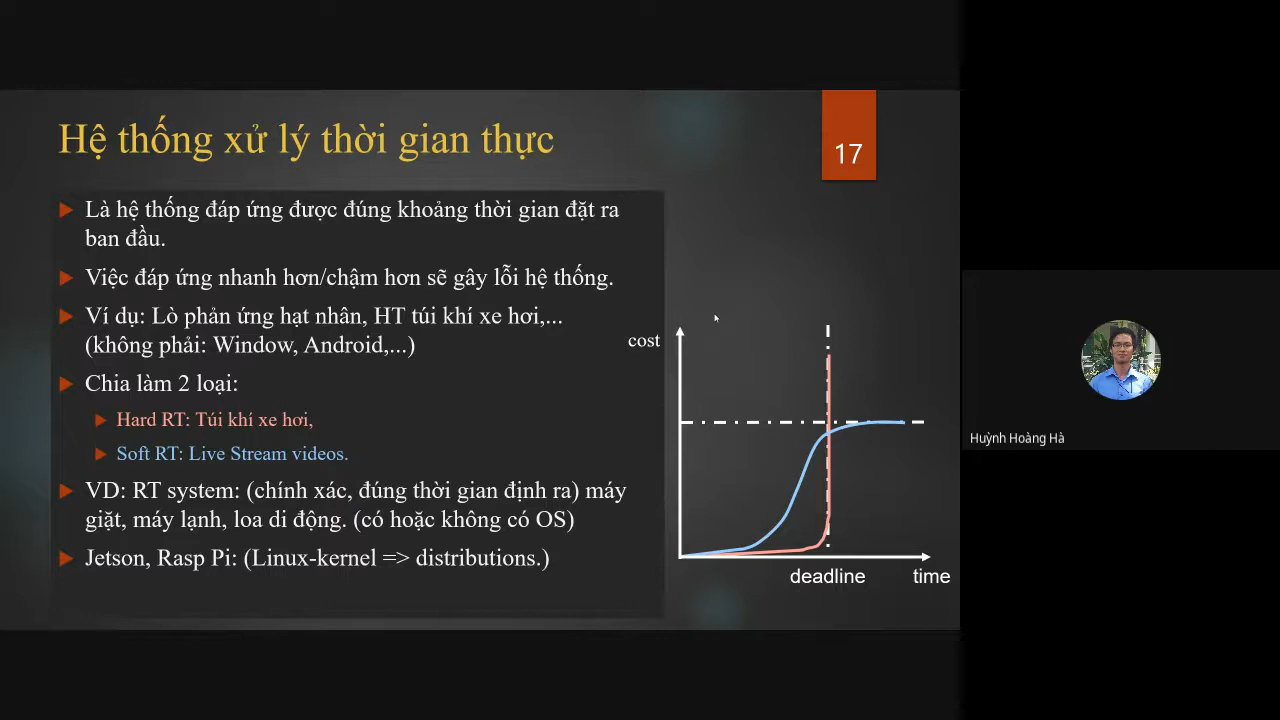 Hệ thống xử lý thời gian thực
17
Là hệ thống đáp ứng được đúng khoảng thời gian đặt ra
ban đầu.
Việc đáp ứng nhanh hơn/chậm hơn sẽ gây lỗi hệ thống.
Ví dụ: Lò phản ứng hạt nhân, HT túi khí xe hơi,...
(không phải: Window, Android,...)
Chia làm 2 loại:
Hard RT: Túi khí xe hơi,
Soft RT: Live Stream videos.
VD: RT system: (chính xác, đúng thời gian định ra) máy
giặt, máy lạnh, loa di động. (có hoặc không có OS)
Jetson, Rasp Pi: (Linux-kernel => distributions.)
cost
deadline
time
Huỳnh Hoàng Hà